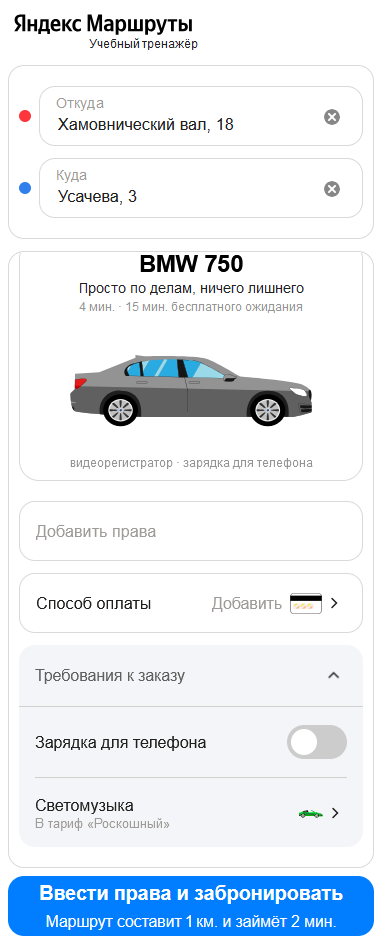 Яндекс Маршруты
Учебный тренажёр
Откуда
Хамовнический вал, 18
Куда
Усачева, 3
BMW 750
Просто по делам, ничего лишнего
4 мин. · 15 мин. бесплатного ожидания
видеорегистратор · зарядка для телефона
Добавить права
Способ оплаты Добавить
Требования к заказу
Зарядка для телефона
Светомузыка
В тариф «Роскошный»
Ввести права и забронировать
Маршрут составит 1 км. и займёт 2 мин.